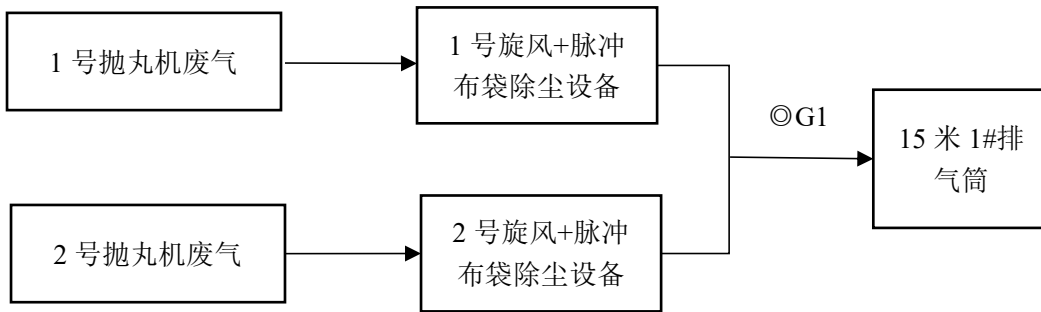 1 号抛丸机废气
1 号旋风+脉冲
布袋除尘设备
◎G1
15 米 1#排
气筒
2 号抛丸机废气
2 号旋风+脉冲
布袋除尘设备